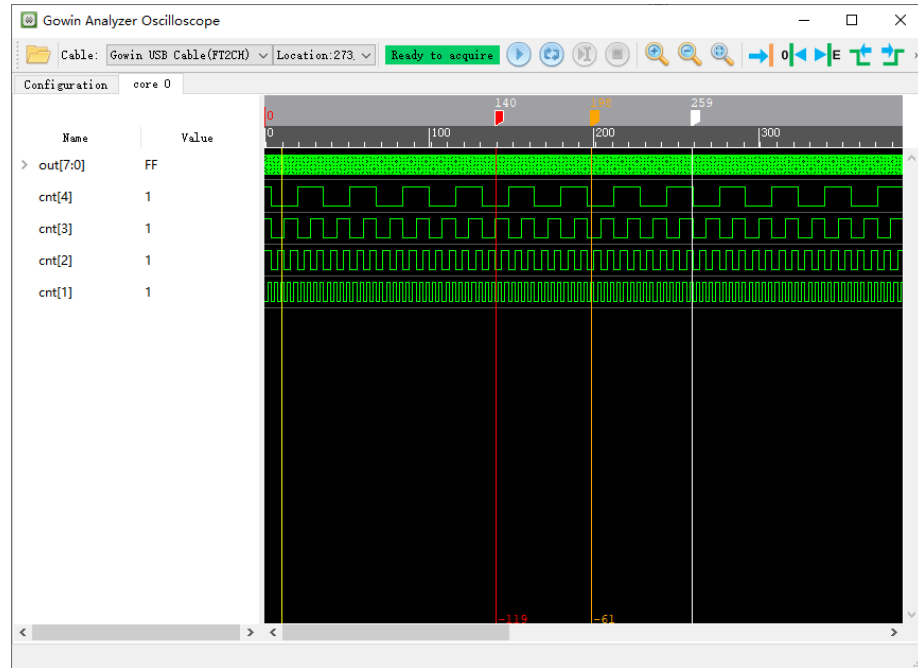 Gowin Analyzer Oscilloscope
Cable: Gowin USB Cable(FT2CH) Location:273 Ready to acquire 0 E
Configuration core 0
140 198 259
0
Name Value 0 100 200 300
out[7:0] FF
cnt[4] 1
cnt[3] 1
cnt[2] 1
cnt[1] 1
-119 -61